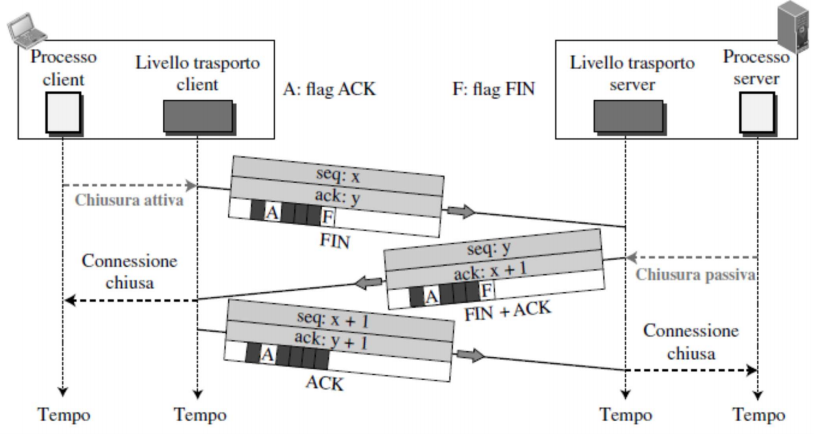 Processo
client
Livello trasporto
client
A: flag ACK
F: flag FIN
Livello trasporto
server
Processo
server
Chiusura attiva
seq: x
ack: y
A
F
FIN
seq: y
ack: x + 1
A
F
FIN + ACK
Chiusura passiva
Connessione
chiusa
seq: x + 1
ack: y + 1
A
ACK
Connessione
chiusa
Tempo
Tempo
Tempo
Tempo